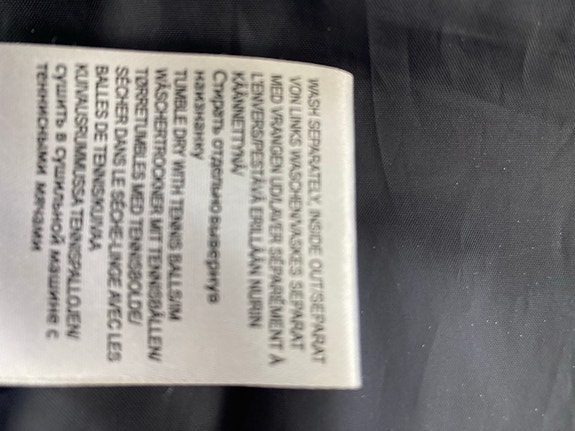 WASH SEPARATELY, INSIDE OUT/SEPARAT
VON LINKS WASCHEN/VASKES SEPARAT
MED VRANGEN UD/LAVER SÉPARÉMENT À
L'ENVERS/PESTÄVÄ ERILLÄÄN NURIN
KÄÄNNETTYNÄ/
Стирать отдельно вывернув
наизнанку
TUMBLE DRY WITH TENNIS BALLS/IM
WÄSCHERTROCKNER MIT TENNISBÄLLEN/
TØRRETUMBLES MED TENNISBOLDE/
SÉCHER DANS LE SÈCHE-LINGE AVEC LES
BALLES DE TENNIS/KUIVAA
KUIVAUSRUMMUSSA TENNISPALLOJEN/
сушить в сушильной машине с
теннисными мячами